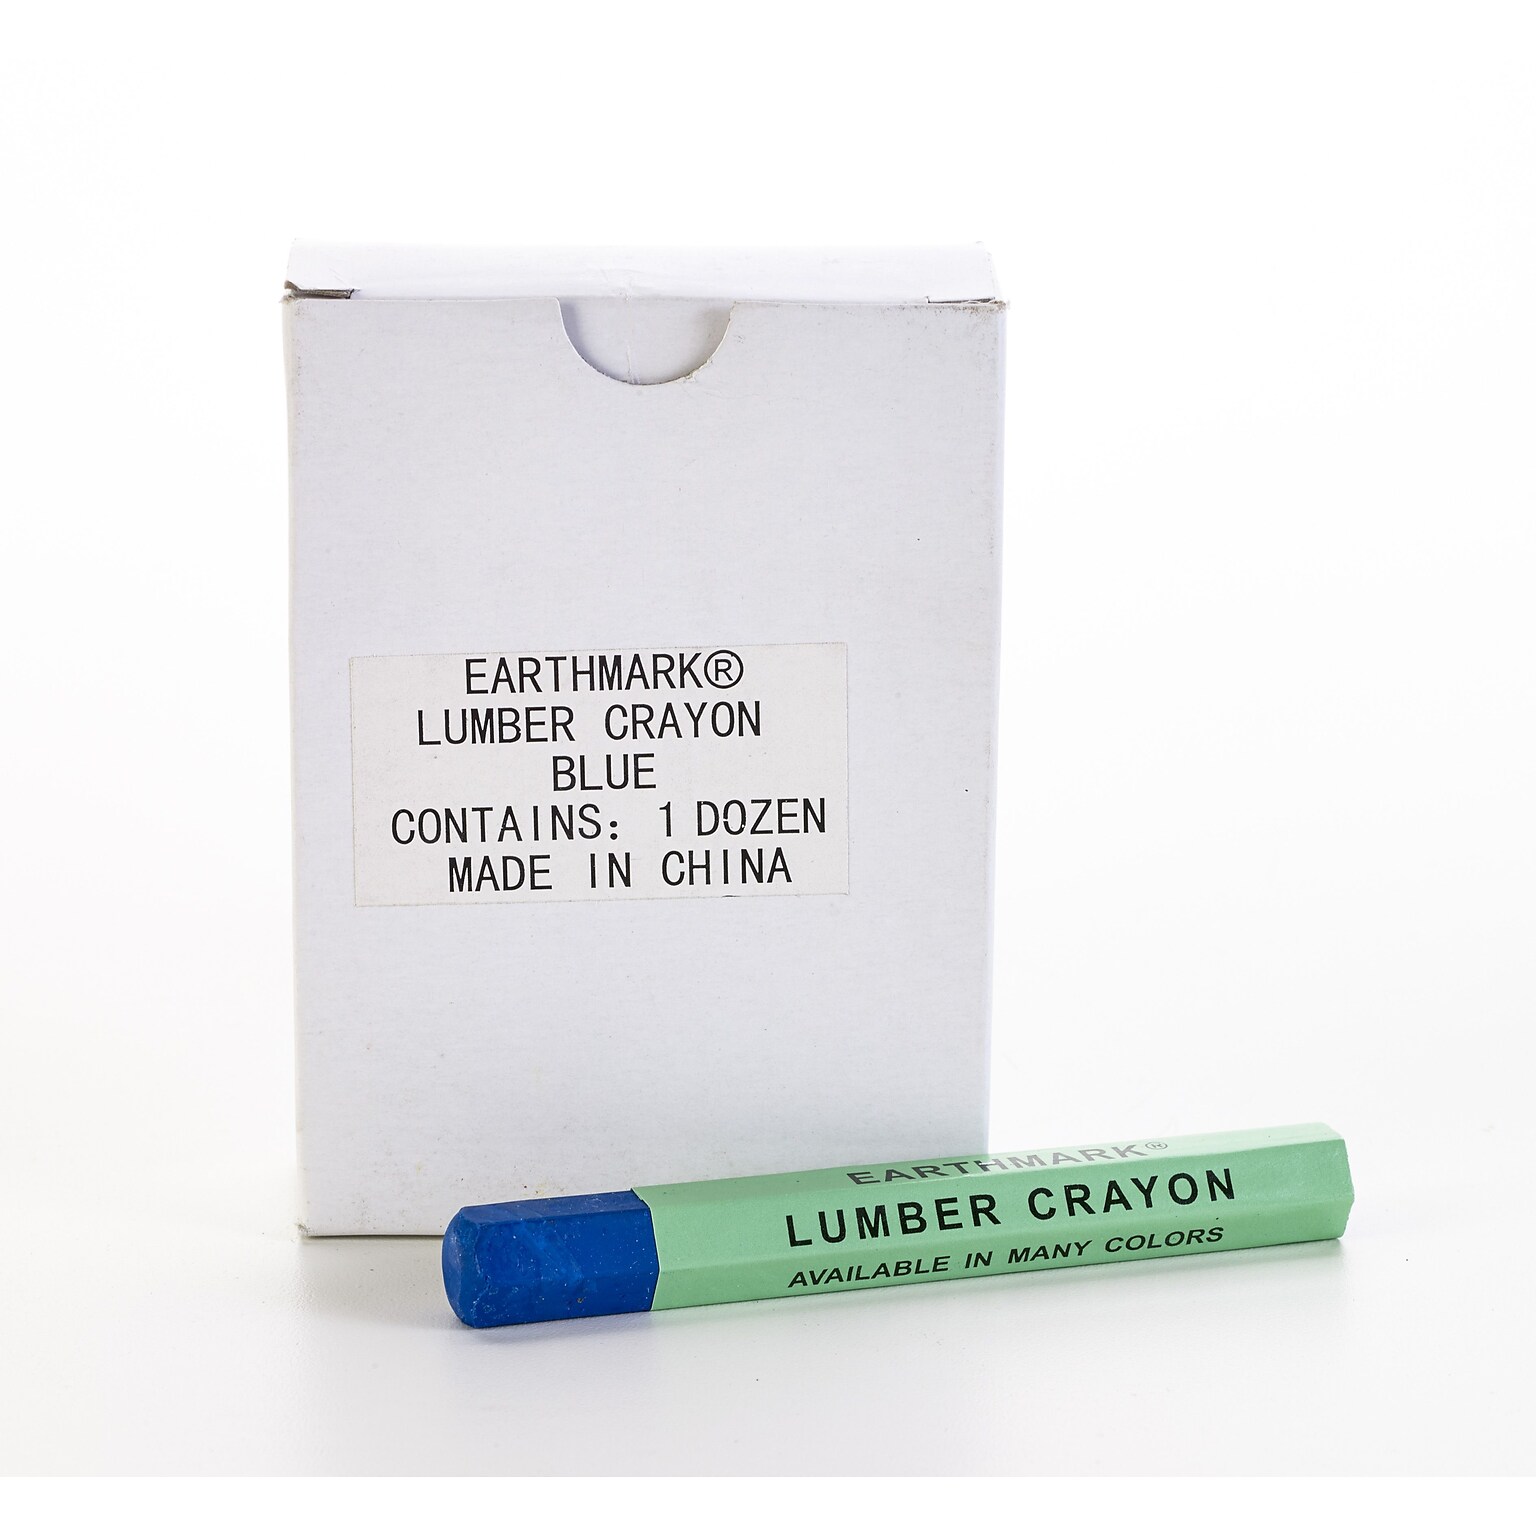 EARTHMARK®
LUMBER CRAYON
BLUE
CONTAINS: 1 DOZEN
MADE IN CHINA
EARTHMARK®
LUMBER CRAYON
AVAILABLE IN MANY COLORS